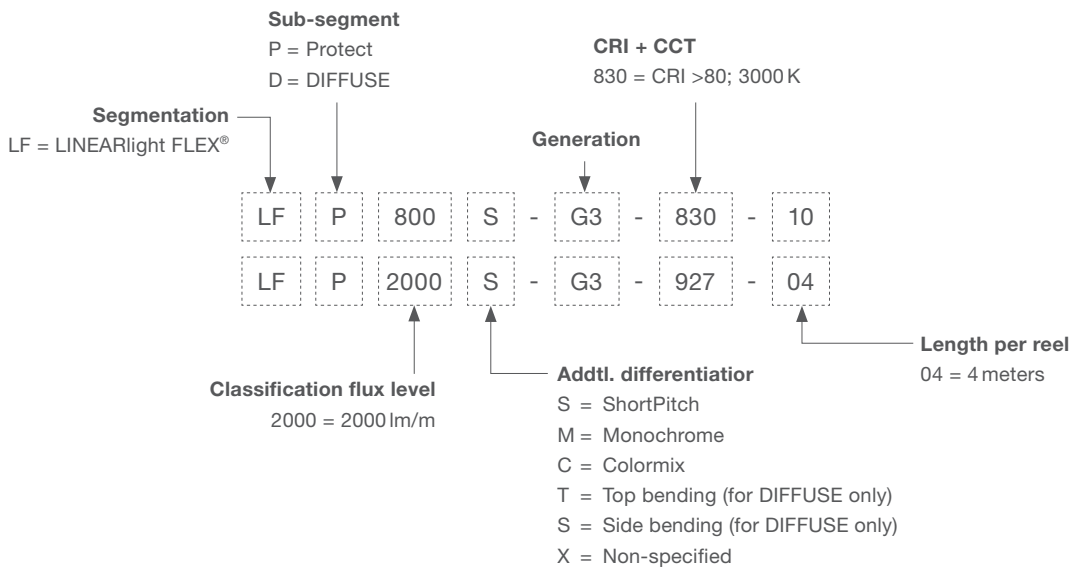 Sub-segment
P = Protect
D = DIFFUSE
CRI + CCT
830 = CRI >80; 3000 K
Segmentation
LF = LINEARlight FLEX®
Generation
LF P 800 S - G3 - 830 - 10
LF P 2000 S - G3 - 927 - 04
Length per reel
04 = 4 meters
Classification flux level
2000 = 2000 lm/m
Addtl. differentiatior
S = ShortPitch
M = Monochrome
C = Colormix
T = Top bending (for DIFFUSE only)
S = Side bending (for DIFFUSE only)
X = Non-specified